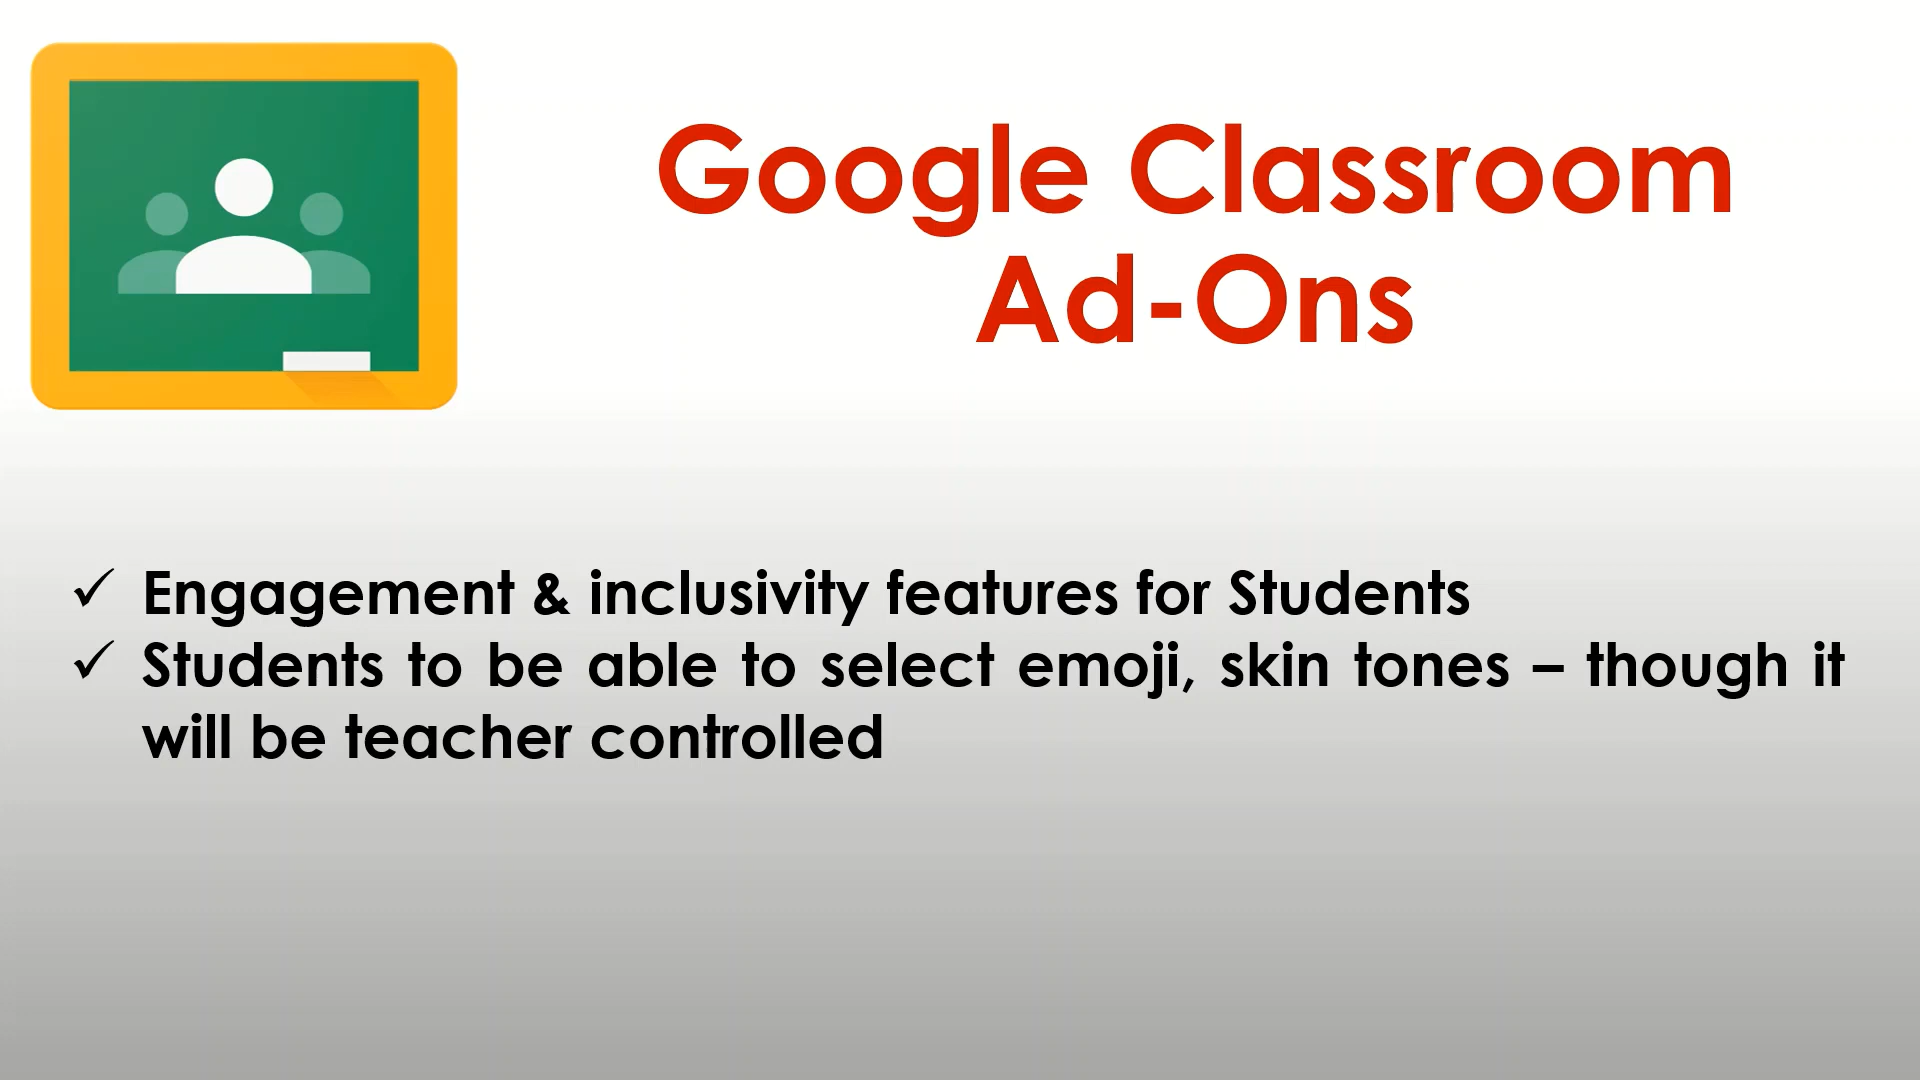 Google Classroom
Ad-Ons
✓ Engagement & inclusivity features for Students
✓ Students to be able to select emoji, skin tones – though it
will be teacher controlled